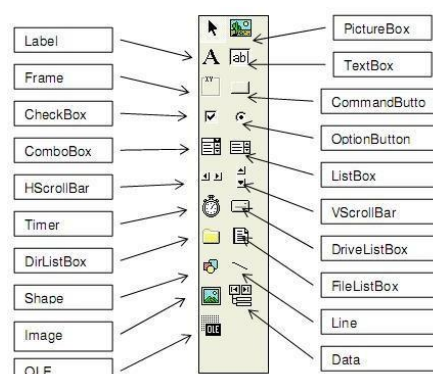 Label
Frame
CheckBox
ComboBox
HScrollBar
Timer
DirListBox
Shape
Image
OLE
A
ab
XY
OLE
PictureBox
TextBox
CommandButto
OptionButton
ListBox
VScrollBar
DriveListBox
FileListBox
Line
Data